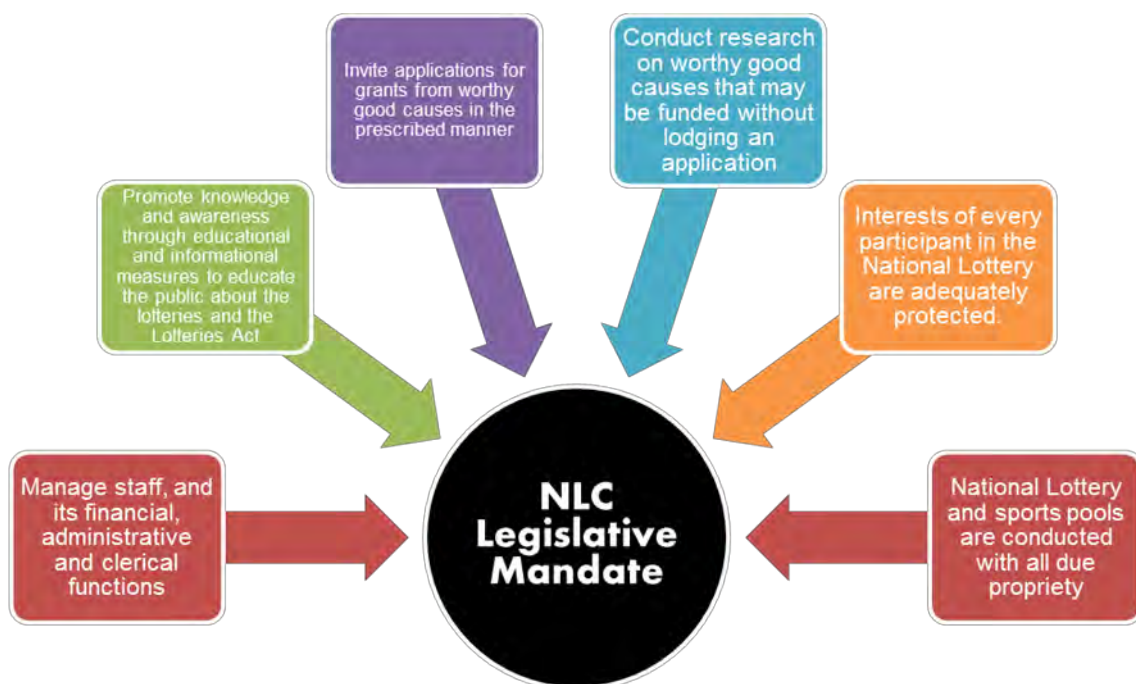 Invite applications for
grants from worthy
good causes in the
prescribed manner
Conduct research
on worthy good
causes that may
be funded without
lodging an
application
Promote knowledge
and awareness
through educational
and informational
measures to educate
the public about the
lotteries and the
Lotteries Act
Interests of every
participant in the
National Lottery
are adequately
protected.
Manage staff, and
its financial,
administrative
and clerical
functions
NLC
Legislative
Mandate
National Lottery
and sports pools
are conducted
with all due
propriety